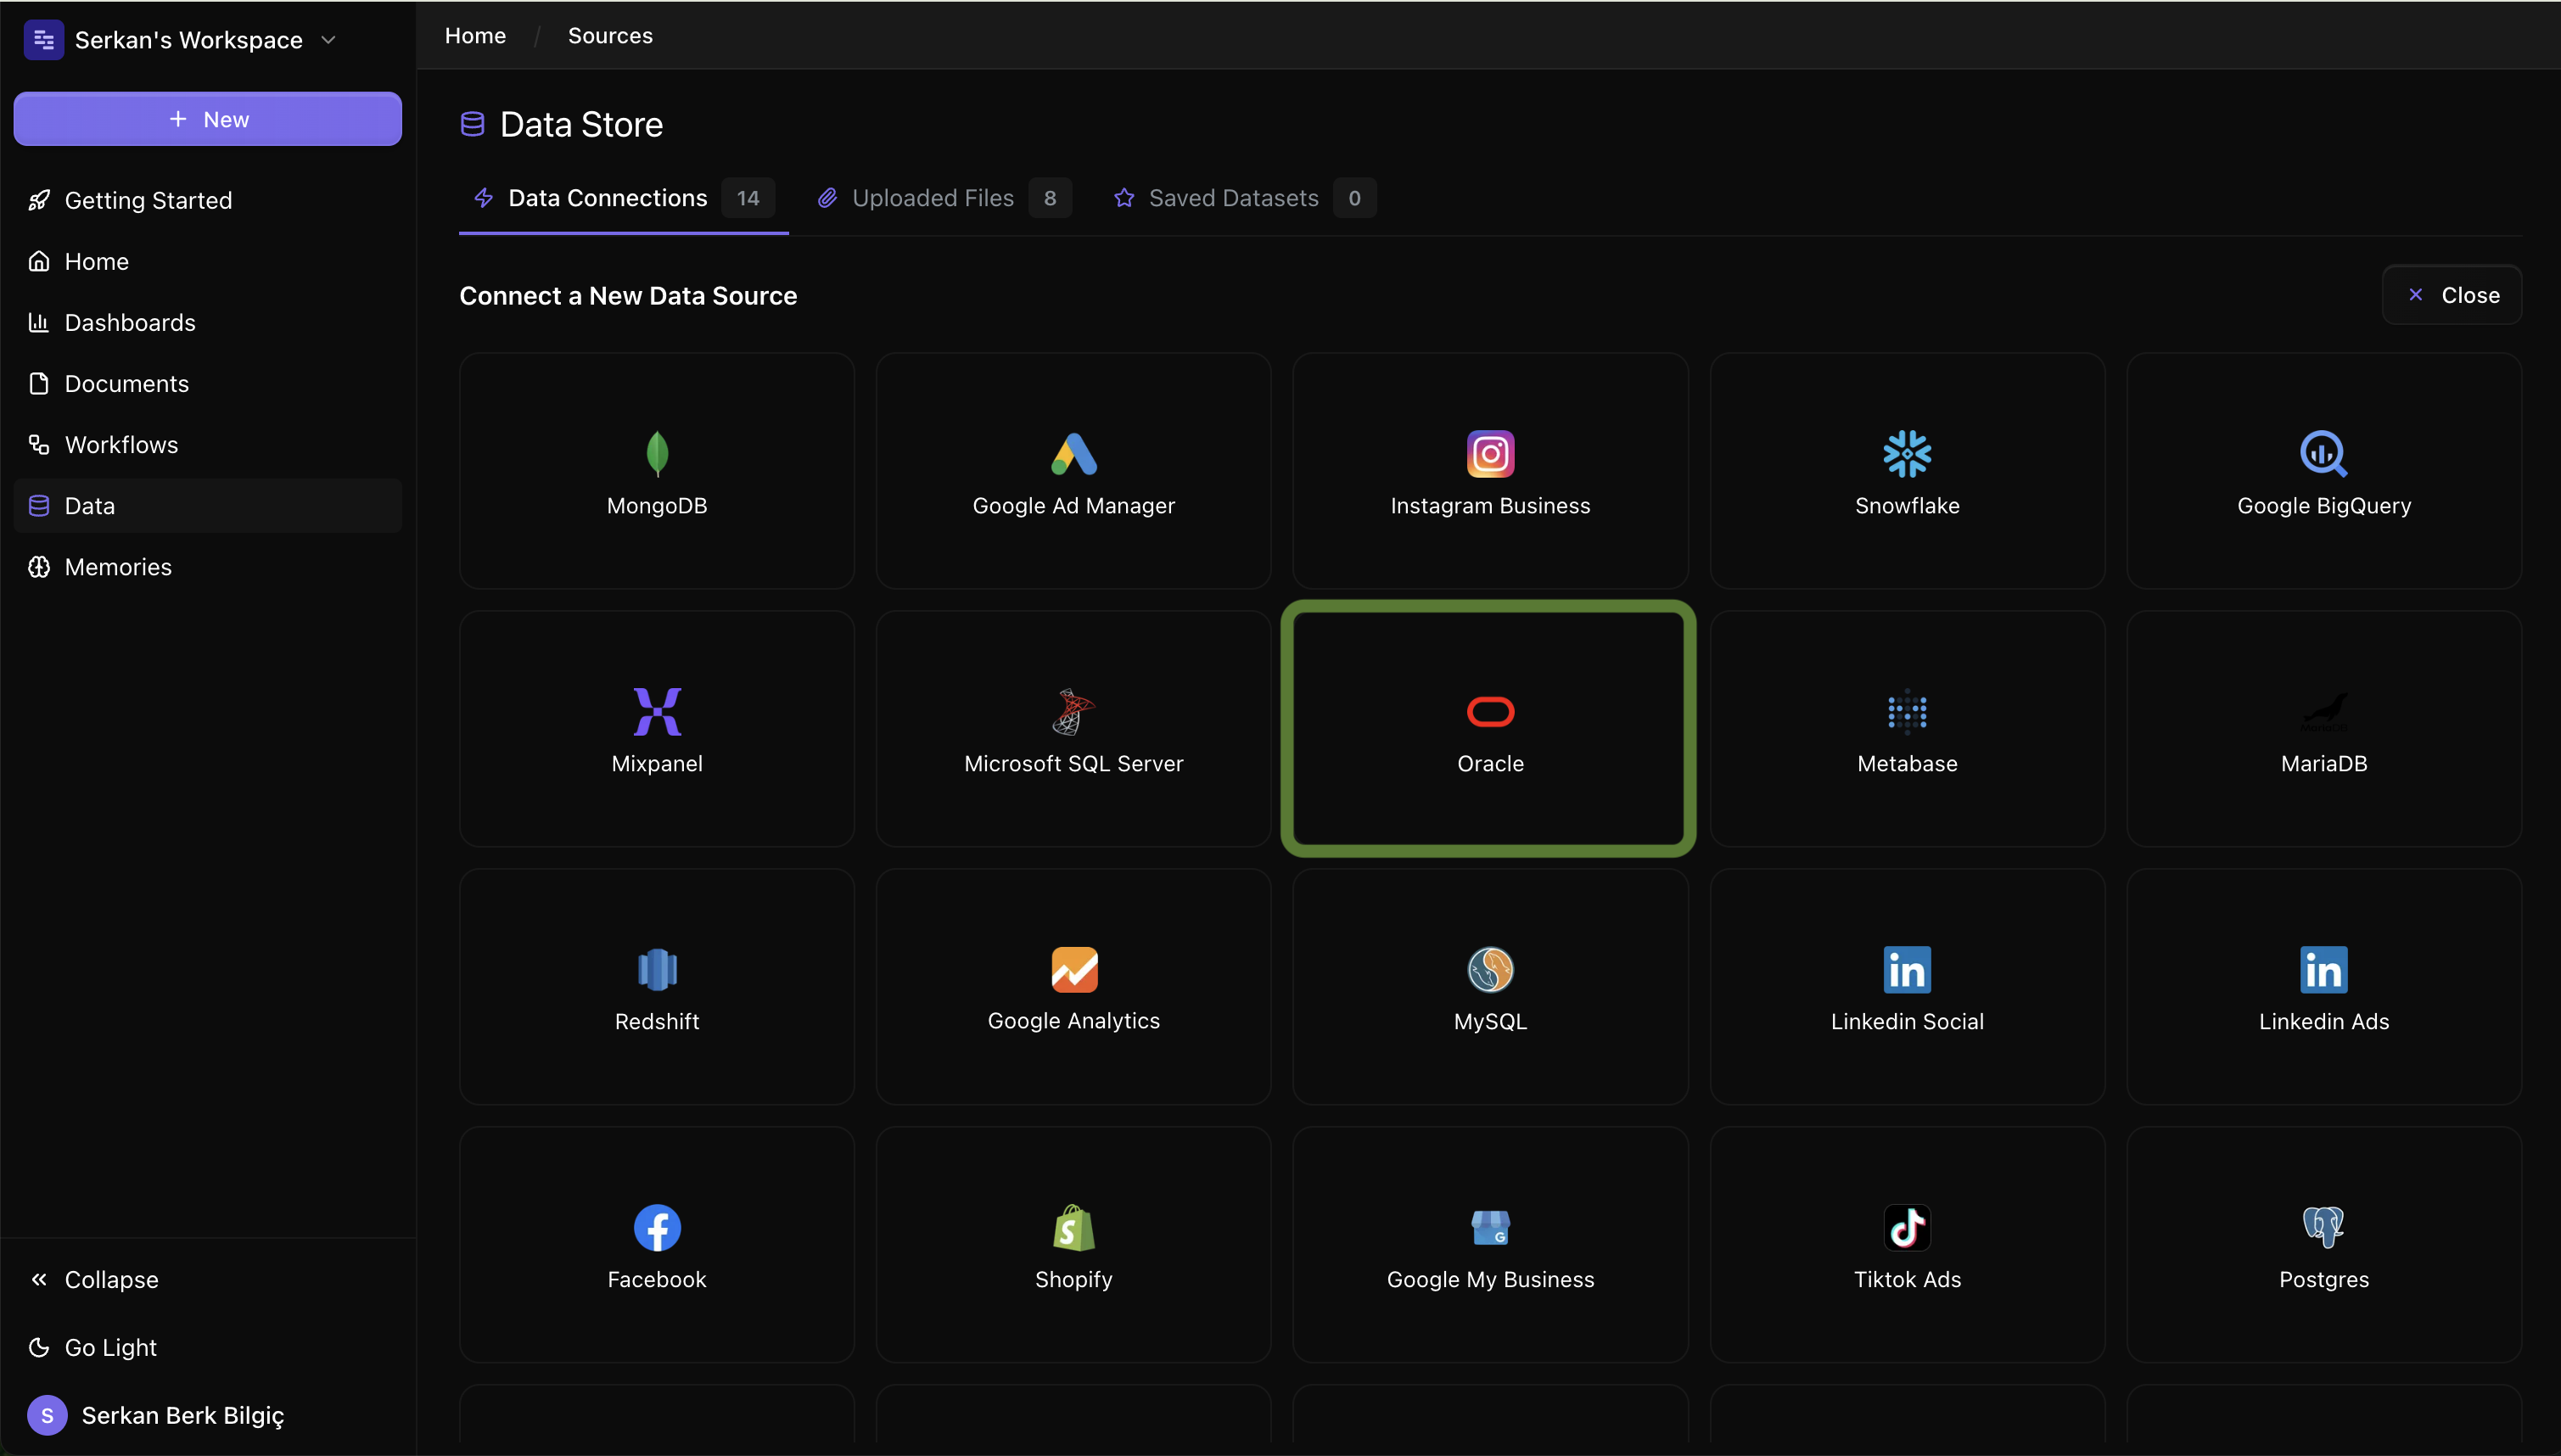 Serkan's Workspace
Home / Sources
+ New
Getting Started
Home
Dashboards
Documents
Workflows
Data
Memories
Collapse
Go Light
S Serkan Berk Bilgiç
Data Store
Data Connections 14 Uploaded Files 8 Saved Datasets 0
Connect a New Data Source
Close
MongoDB
Google Ad Manager
Instagram Business
Snowflake
Google BigQuery
Mixpanel
Microsoft SQL Server
Oracle
Metabase
MariaDB
Redshift
Google Analytics
MySQL
Linkedin Social
Linkedin Ads
Facebook
Shopify
Google My Business
Tiktok Ads
Postgres